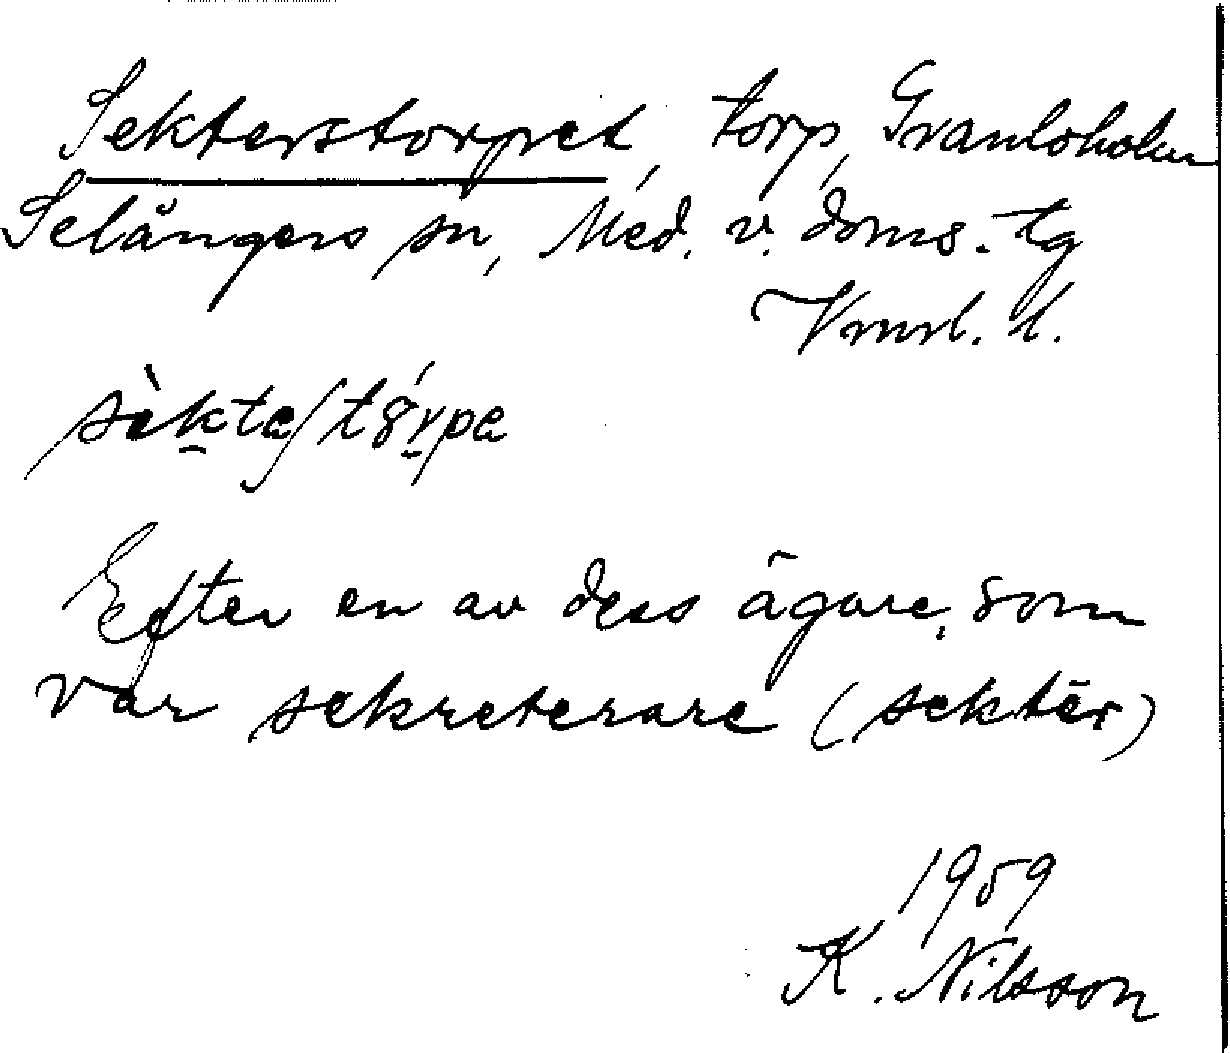 Sekterstorpet, torp, Granloholm
Selångers sn, Med. v. doms. tg
Vnrl. l.
Efter en av dess ägare, som
var sekreterare (sektēr)
1959
K. Nilsson